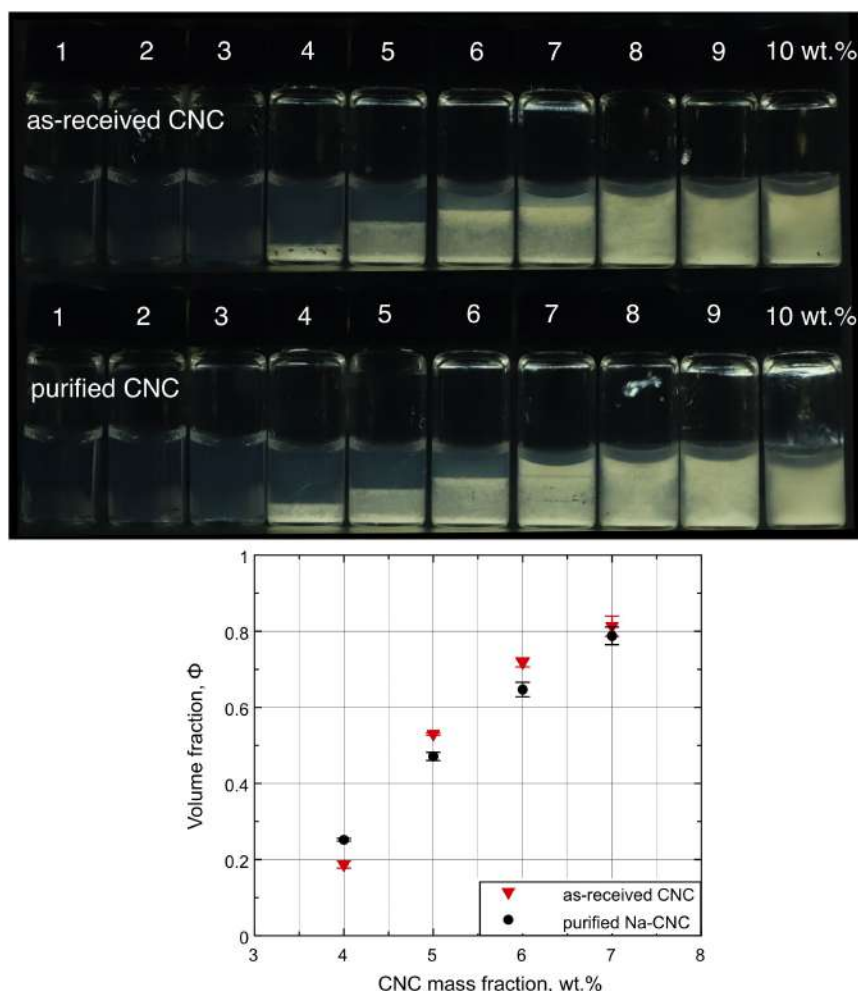 1 2 3 4 5 6 7 8 9 10 wt.%
as-received CNC
1 2 3 4 5 6 7 8 9 10 wt.%
purified CNC
1
0.8
0.6
0.4
0.2
0
Volume fraction, Φ
as-received CNC
purified Na-CNC
3 4 5 6 7 8
CNC mass fraction, wt.%